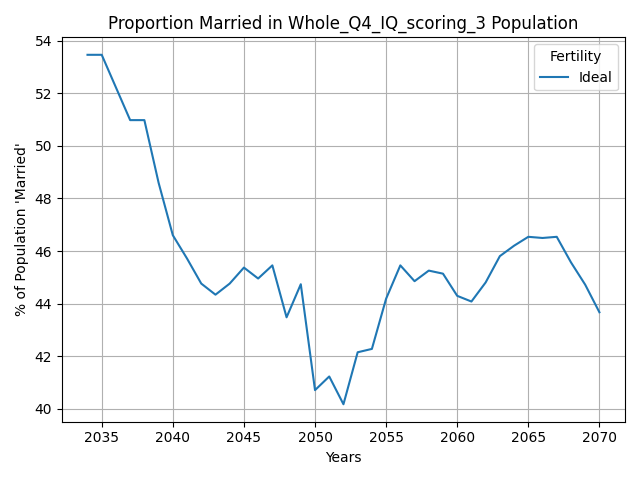 Proportion Married in Whole_Q4_IQ_scoring_3 Population
% of Population 'Married'
54
52
50
48
46
44
42
40
Fertility
Ideal
2035 2040 2045 2050 2055 2060 2065 2070
Years